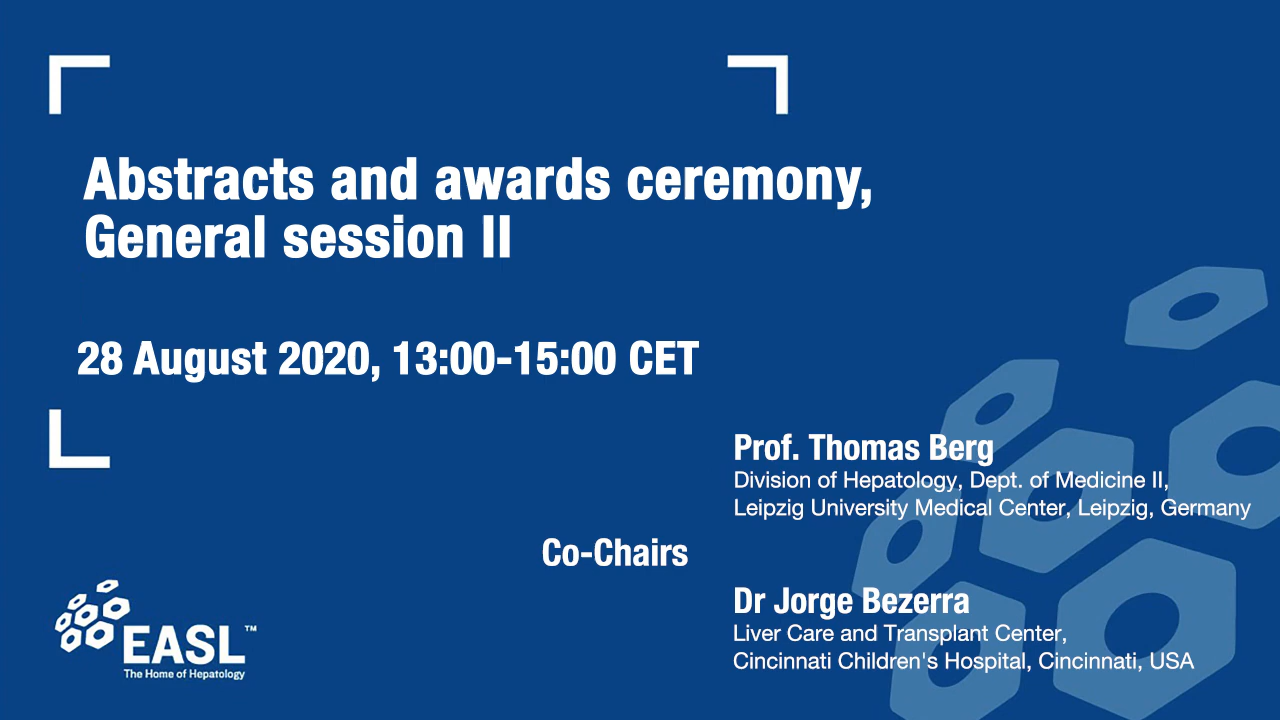 Abstracts and awards ceremony,
General session II
28 August 2020, 13:00-15:00 CET
Prof. Thomas Berg
Division of Hepatology, Dept. of Medicine II,
Leipzig University Medical Center, Leipzig, Germany
Co-Chairs
Dr Jorge Bezerra
Liver Care and Transplant Center,
Cincinnati Children's Hospital, Cincinnati, USA
EASL™
The Home of Hepatology